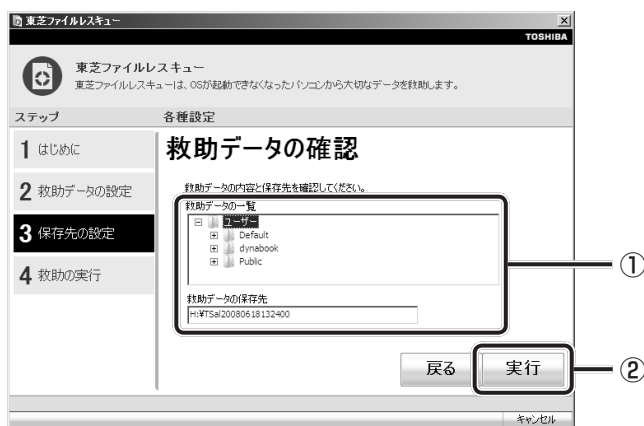 東芝ファイルレスキュー
TOSHIBA
東芝ファイルレスキュー
東芝ファイルレスキューは、OSが起動できなくなったパソコンから大切なデータを救助します。
ステップ
各種設定
1 はじめに
2 救助データの設定
3 保存先の設定
4 救助の実行
救助データの確認
救助データの内容と保存先を確認してください。
救助データの一覧
ユーザー
Default
dynabook
Public
救助データの保存先
H:¥TSal20080618132400
①
戻る
実行
②
キャンセル